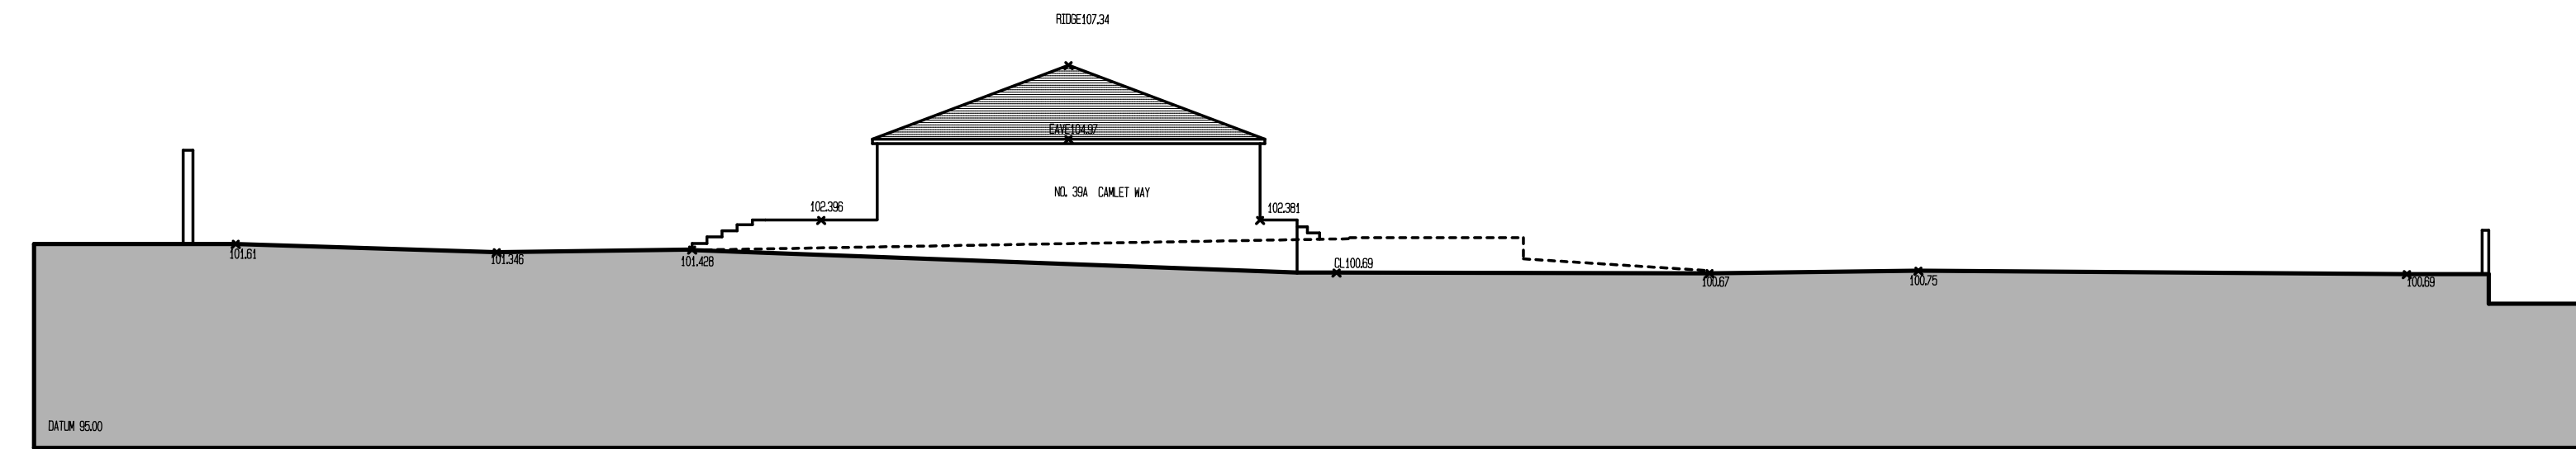 RIDGE107.34
EAVE104.97
NO. 39A CAMLET WAY
102.396
102.381
101.61
101.346
101.428
CL100.69
100.67
100.75
100.69
DATUM 95.00